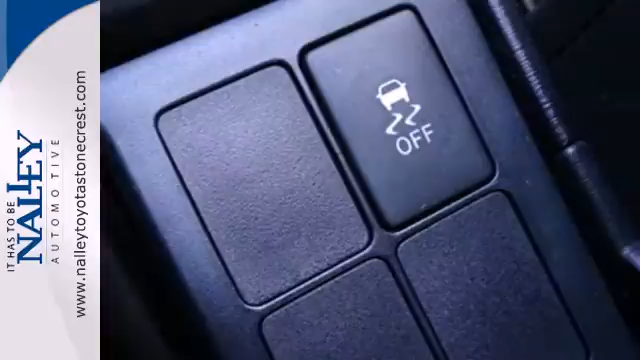 IT HAS TO BE
NALLEY
AUTOMOTIVE
www.nalleytoyotastonecrest.com
OFF